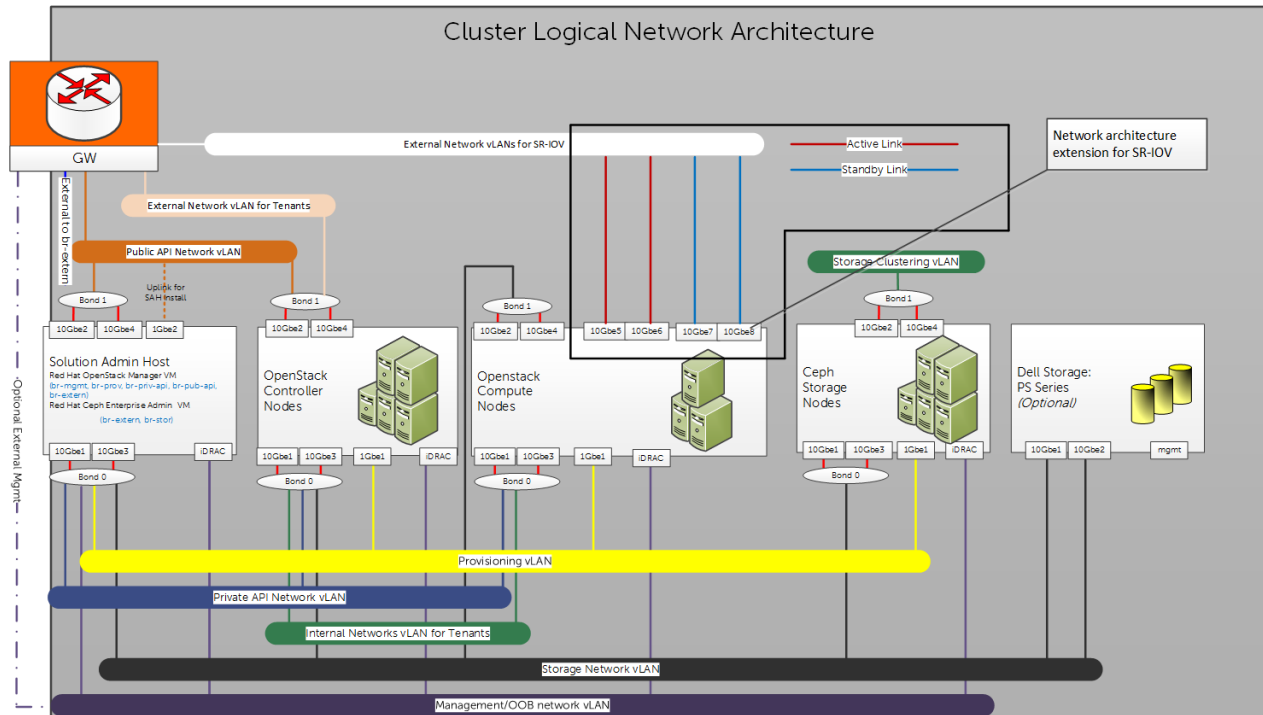 Cluster Logical Network Architecture
GW
External Network vLANs for SR-IOV
Active Link
Standby Link
Network architecture
extension for SR-IOV
External to br-extern
External Network vLAN for Tenants
Public API Network vLAN
Storage Clustering vLAN
Uplink for
SAH Install
Bond 1
Bond 1
Bond 1
Bond 1
10Gbe2
10Gbe4
1Gbe2
10Gbe2
10Gbe4
10Gbe2
10Gbe4
10Gbe5
10Gbe6
10Gbe7
10Gbe8
10Gbe2
10Gbe4
Solution Admin Host
Red Hat OpenStack Manager VM
(br-mgmt, br-prov, br-priv-api, br-pub-api,
br-extern)
Red Hat Ceph Enterprise Admin VM
(br-extern, br-stor)
OpenStack
Controller
Nodes
Openstack
Compute
Nodes
Ceph
Storage
Nodes
Dell Storage:
PS Series
(Optional)
10Gbe1
10Gbe3
iDRAC
10Gbe1
10Gbe3
1Gbe1
iDRAC
10Gbe1
10Gbe3
1Gbe1
iDRAC
10Gbe1
10Gbe3
1Gbe1
iDRAC
10Gbe1
10Gbe2
mgmt
Bond 0
Bond 0
Bond 0
Bond 0
Optional External Mgmt
Provisioning vLAN
Private API Network vLAN
Internal Networks vLAN for Tenants
Storage Network vLAN
Management/OOB network vLAN